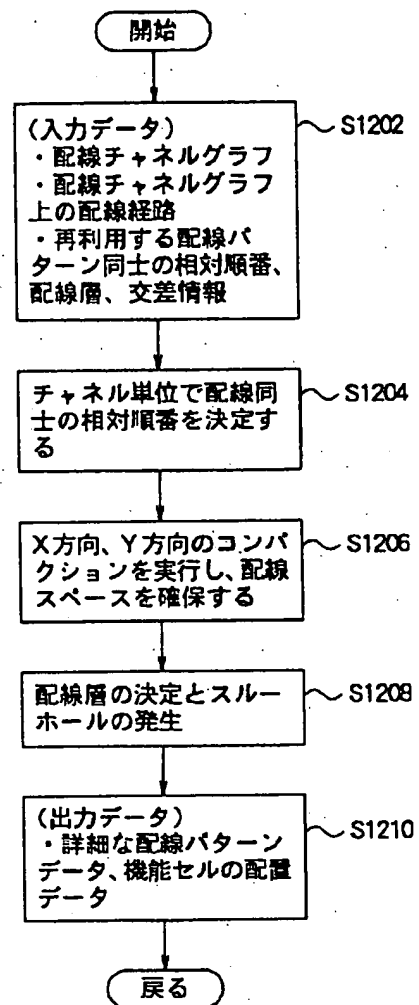 開始
(入力データ)
・配線チャネルグラフ
・配線チャネルグラフ
上の配線経路
・再利用する配線パ
ターン同士の相対順番、
配線層、交差情報
S1202
チャネル単位で配線同
士の相対順番を決定す
る
S1204
X方向、Y方向のコンパ
クションを実行し、配線
スペースを確保する
S1206
配線層の決定とスルー
ホールの発生
S1208
(出力データ)
・詳細な配線パターン
データ、機能セルの配置
データ
S1210
戻る